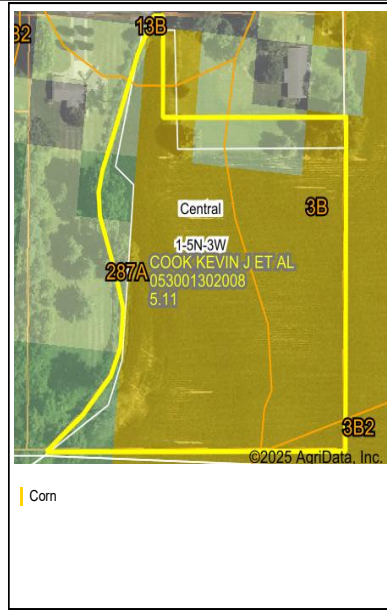 32
13B
Central
3B
1-5N-3W
COOK KEVIN J ET AL
287A
053001302008
5.11
3B2
©2025 AgriData, Inc.
Corn